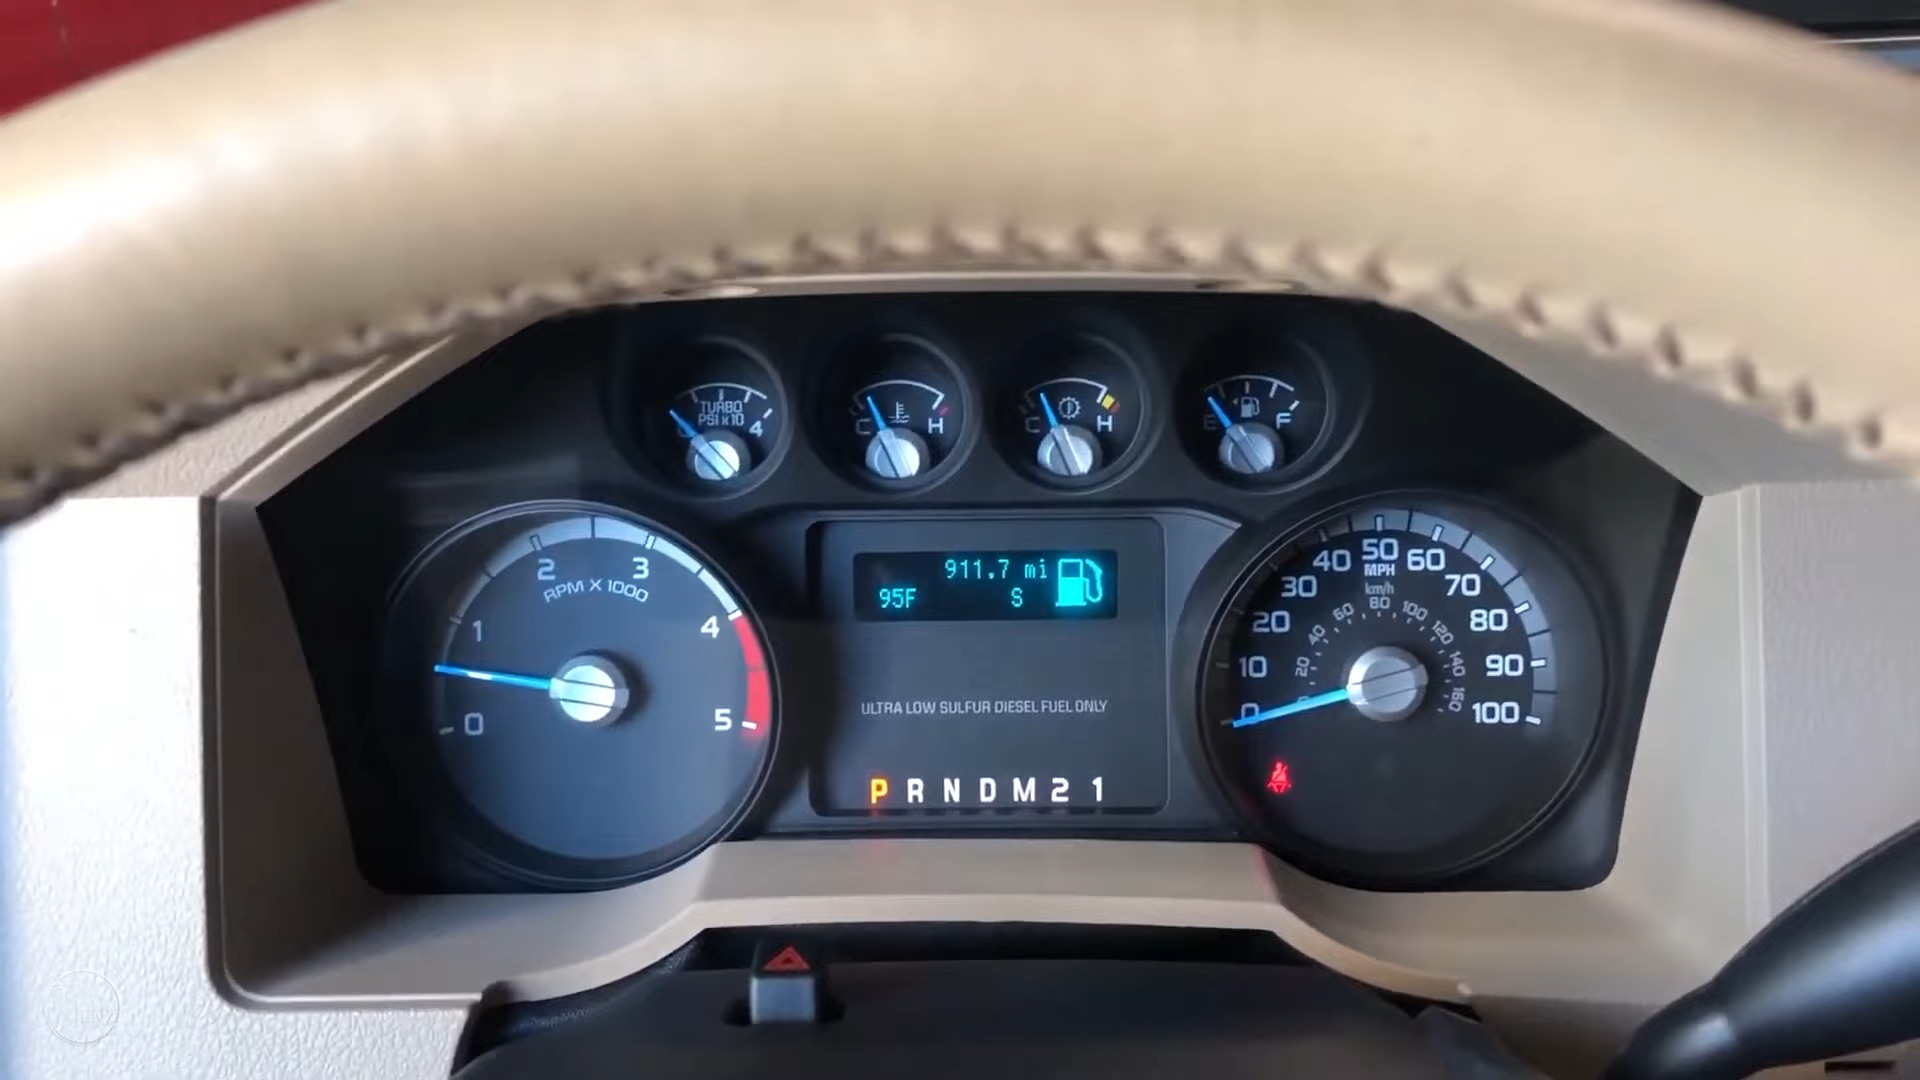 TURBO
PSI x 10
0 4
C H
C H
E F
911.7 mi
95F S
ULTRA LOW SULFUR DIESEL FUEL ONLY
P R N D M 2 1
0 1 2 3 4 5
RPM X 1000
0 10 20 30 40 50 60 70 80 90 100
MPH
km/h
0 20 40 60 80 100 120 140 160